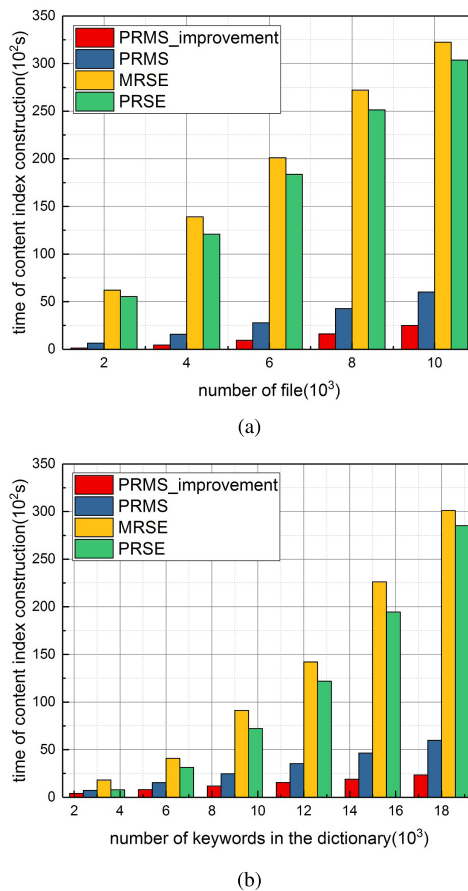 350
300
250
200
150
100
50
0
time of content index construction(10²s)
PRMS_improvement
PRMS
MRSE
PRSE
2 4 6 8 10
number of file(10³)
(a)
350
300
250
200
150
100
50
0
time of content index construction(10²s)
PRMS_improvement
PRMS
MRSE
PRSE
2 4 6 8 10 12 14 16 18
number of keywords in the dictionary(10³)
(b)